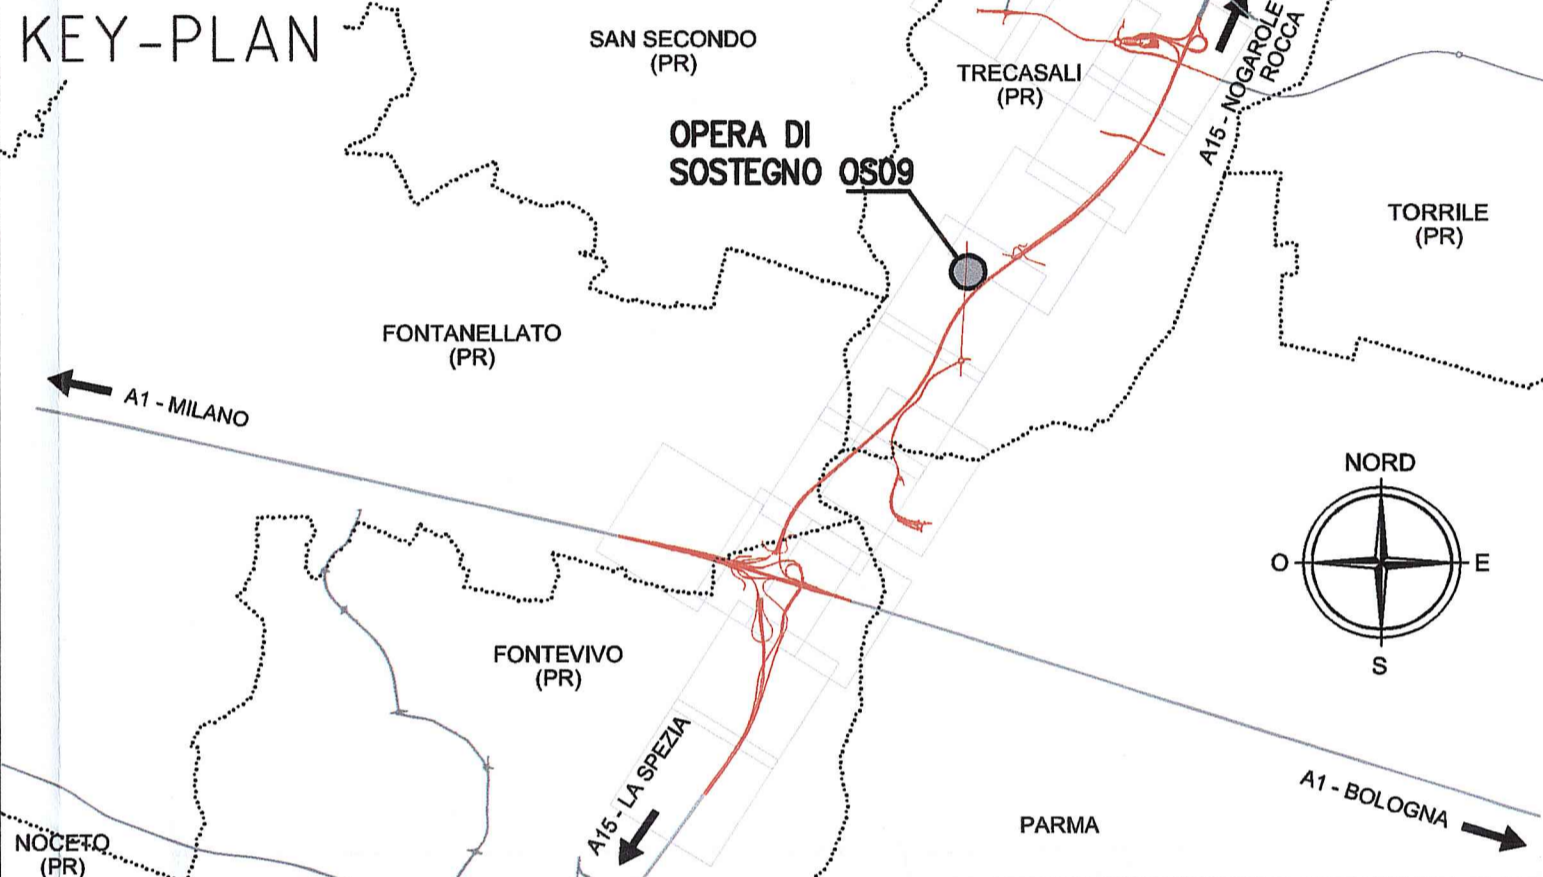 KEY-PLAN
SAN SECONDO
(PR)
TRECASALI
(PR)
A15 - NOGAROLE
ROCCA
OPERA DI
SOSTEGNO OS09
TORRILE
(PR)
FONTANELLATO
(PR)
A1 - MILANO
NORD
O
E
S
FONTEVIVO
(PR)
A15 - LA SPEZIA
A1 - BOLOGNA
PARMA
NOCETO
(PR)